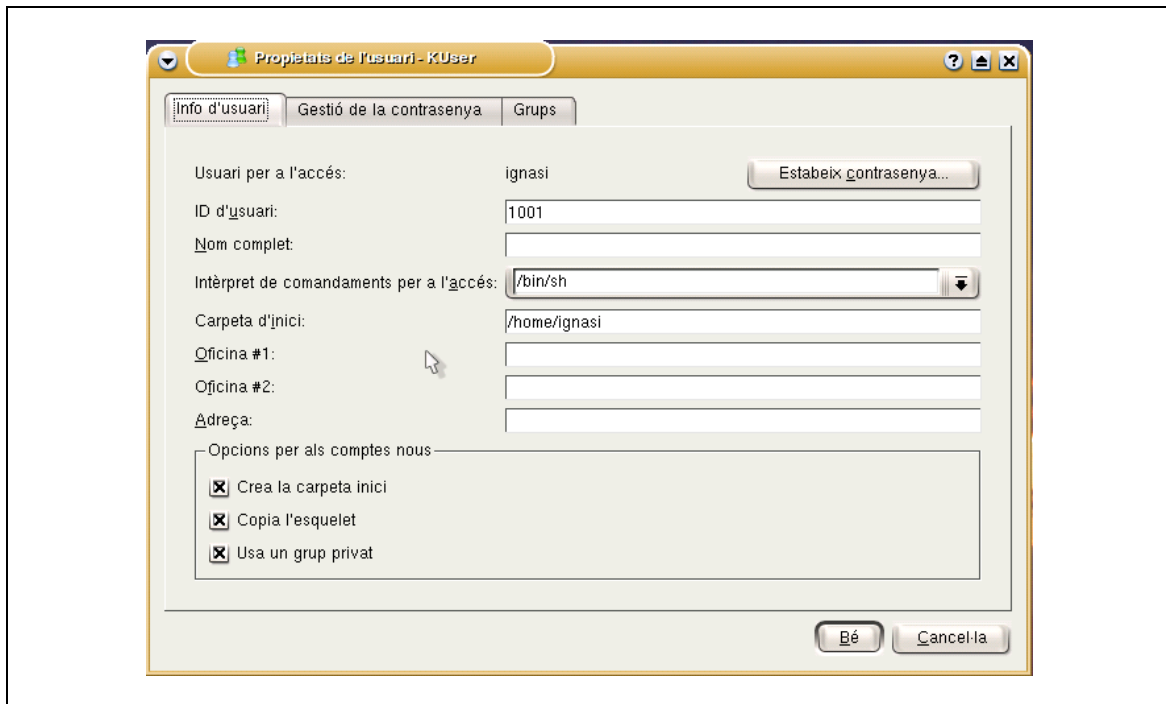 Propietats de l'usuari - KUser
Info d'usuari Gestió de la contrasenya Grups
Usuari per a l'accés: ignasi Estabeix contrasenya...
ID d'usuari: 1001
Nom complet:
Intèrpret de comandaments per a l'accés: /bin/sh
Carpeta d'inici: /home/ignasi
Oficina #1:
Oficina #2:
Adreça:
Opcions per als comptes nous
Crea la carpeta inici
Copia l'esquelet
Usa un grup privat
Bé Cancel·la